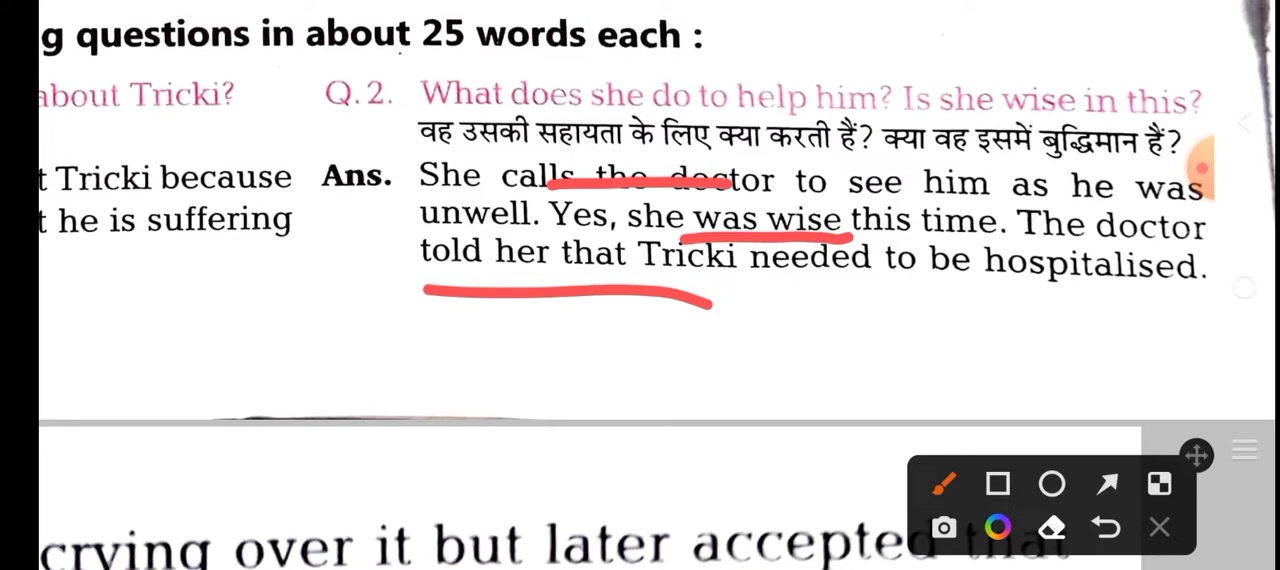 g questions in about 25 words each :
about Tricki?
Q. 2. What does she do to help him? Is she wise in this?
वह उसकी सहायता के लिए क्या करती हैं? क्या वह इसमें बुद्धिमान हैं?
t Tricki because
t he is suffering
Ans. She calls the doctor to see him as he was
unwell. Yes, she was wise this time. The doctor
told her that Tricki needed to be hospitalised.
crying over it but later accepted that